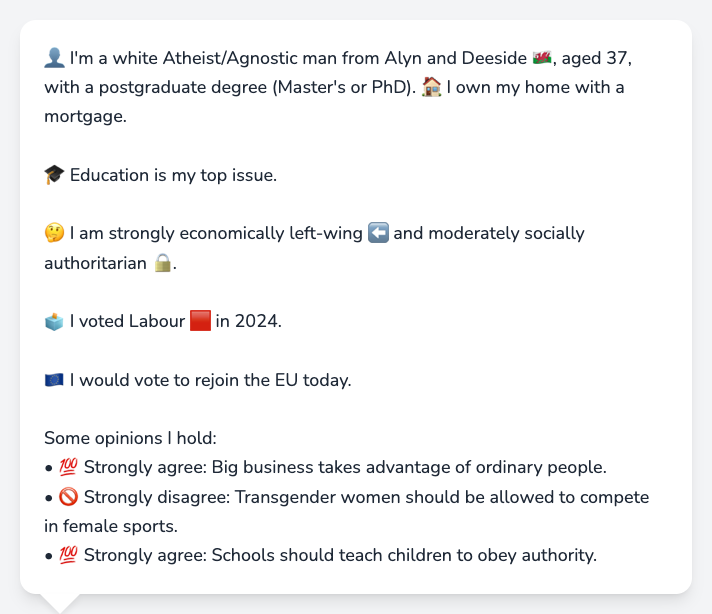 👤 I'm a white Atheist/Agnostic man from Alyn and Deeside 🏴󠁧󠁢󠁷󠁬󠁳󠁿, aged 37,
with a postgraduate degree (Master's or PhD). 🏠 I own my home with a
mortgage.
🎓 Education is my top issue.
🤔 I am strongly economically left-wing ⬅️ and moderately socially
authoritarian 🔒.
🗳️ I voted Labour 🟥 in 2024.
🇪🇺 I would vote to rejoin the EU today.
Some opinions I hold:
• 💯 Strongly agree: Big business takes advantage of ordinary people.
• 🚫 Strongly disagree: Transgender women should be allowed to compete
in female sports.
• 💯 Strongly agree: Schools should teach children to obey authority.